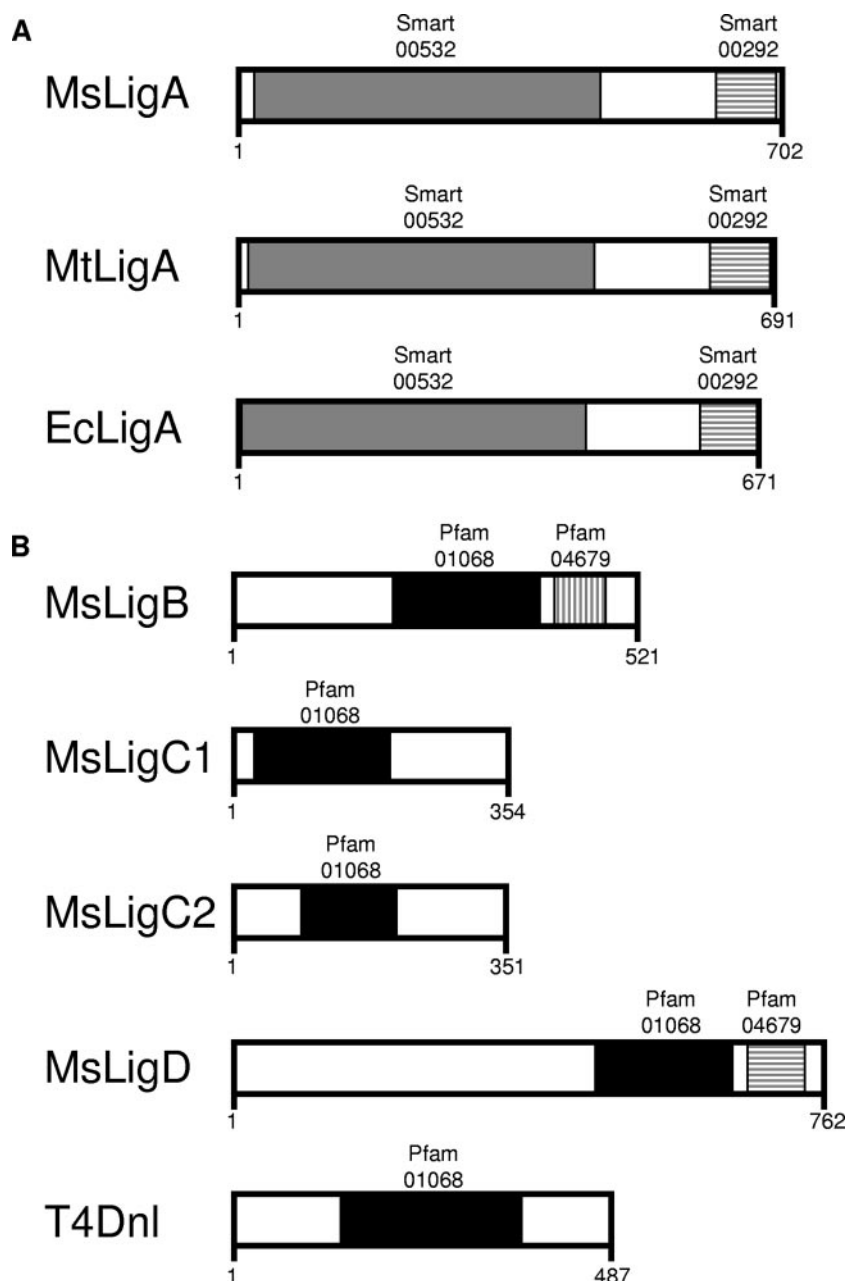 A
Smart Smart
00532 00292
MsLigA
1 702
Smart Smart
00532 00292
MtLigA
1 691
Smart Smart
00532 00292
EcLigA
1 671
B
Pfam Pfam
01068 04679
MsLigB
1 521
Pfam
01068
MsLigC1
1 354
Pfam
01068
MsLigC2
1 351
Pfam Pfam
01068 04679
MsLigD
1 762
Pfam
01068
T4Dnl
1 487